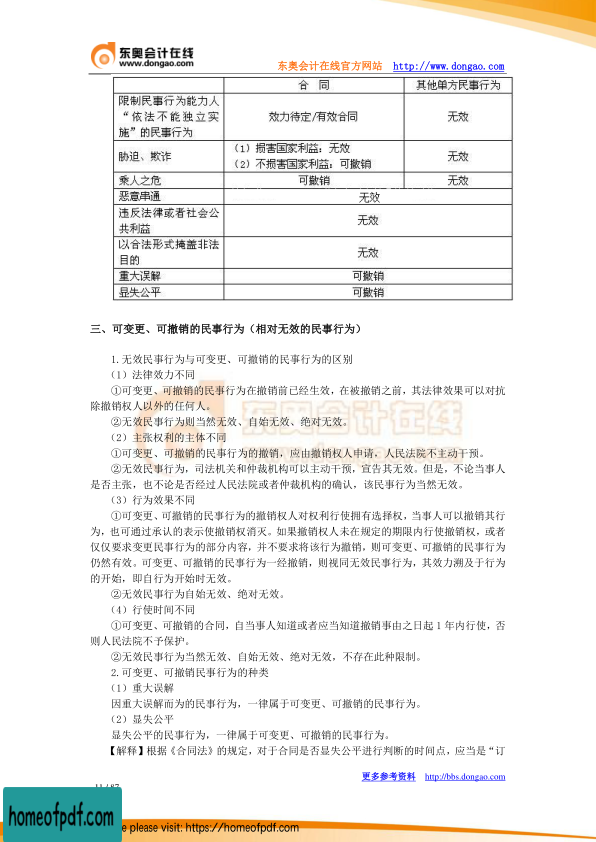 东奥会计在线
www.dongao.com
东奥会计在线官方网站 http://www.dongao.com
合 同 其他单方民事行为
限制民事行为能力人
“依法不能独立实
施”的民事行为
效力待定/有效合同 无效
胁迫、欺诈
(1)损害国家利益:无效
(2)不损害国家利益:可撤销
无效
乘人之危 可撤销 无效
恶意串通 无效
违反法律或者社会公
共利益
无效
以合法形式掩盖非法
目的
无效
重大误解 可撤销
显失公平 可撤销
三、可变更、可撤销的民事行为(相对无效的民事行为)
1.无效民事行为与可变更、可撤销的民事行为的区别
(1)法律效力不同
①可变更、可撤销的民事行为在撤销前已经生效,在被撤销之前,其法律效果可以对抗
除撤销权人以外的任何人。
②无效民事行为则当然无效、自始无效、绝对无效。
(2)主张权利的主体不同
①可变更、可撤销的民事行为的撤销,应由撤销权人申请,人民法院不主动干预。
②无效民事行为,司法机关和仲裁机构可以主动干预,宣告其无效。但是,不论当事人
是否主张,也不论是否经过人民法院或者仲裁机构的确认,该民事行为当然无效。
(3)行为效果不同
①可变更、可撤销的民事行为的撤销权人对权利行使拥有选择权,当事人可以撤销其行
为,也可通过承认的表示使撤销权消灭。如果撤销权人未在规定的期限内行使撤销权,或者
仅仅要求变更民事行为的部分内容,并不要求将该行为撤销,则可变更、可撤销的民事行为
仍然有效。可变更、可撤销的民事行为一经撤销,则视同无效民事行为,其效力溯及于行为
的开始,即自行为开始时无效。
②无效民事行为自始无效、绝对无效。
(4)行使时间不同
①可变更、可撤销的合同,自当事人知道或者应当知道撤销事由之日起 1 年内行使,否
则人民法院不予保护。
②无效民事行为当然无效、自始无效、绝对无效,不存在此种限制。
2.可变更、可撤销民事行为的种类
(1)重大误解
因重大误解而为的民事行为,一律属于可变更、可撤销的民事行为。
(2)显失公平
显失公平的民事行为,一律属于可变更、可撤销的民事行为。
【解释】根据《合同法》的规定,对于合同是否显失公平进行判断的时间点,应当是“订
更多参考资料 http://bbs.dongao.com
homeofpdf.com
please visit: https://homeofpdf.com